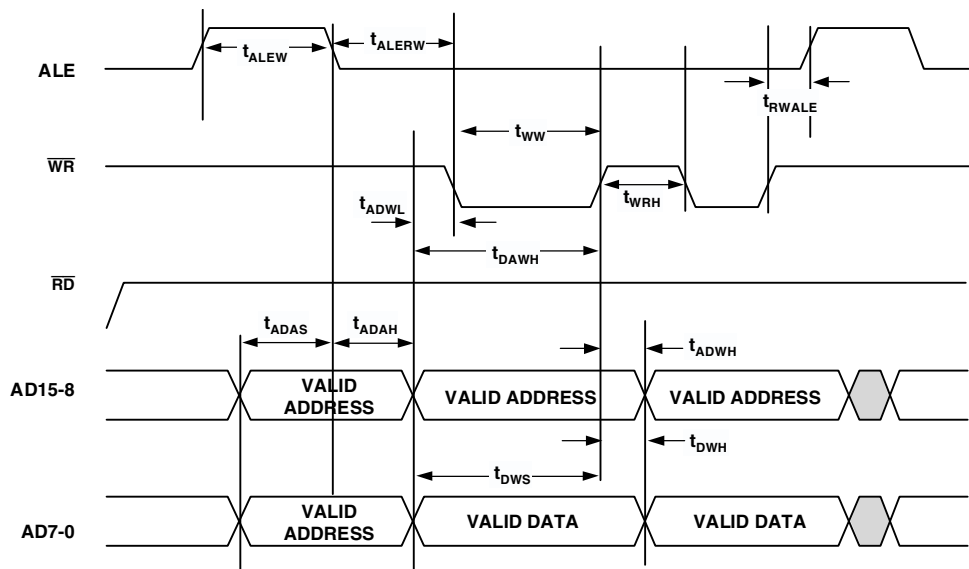 ALE
tALEW
tALERW
tRWALE
tWW
WR
tWRH
tADWL
tDAWH
RD
tADAS
tADAH
tADWH
AD15-8
VALID ADDRESS
VALID ADDRESS
VALID ADDRESS
tDWH
tDWS
AD7-0
VALID ADDRESS
VALID DATA
VALID DATA